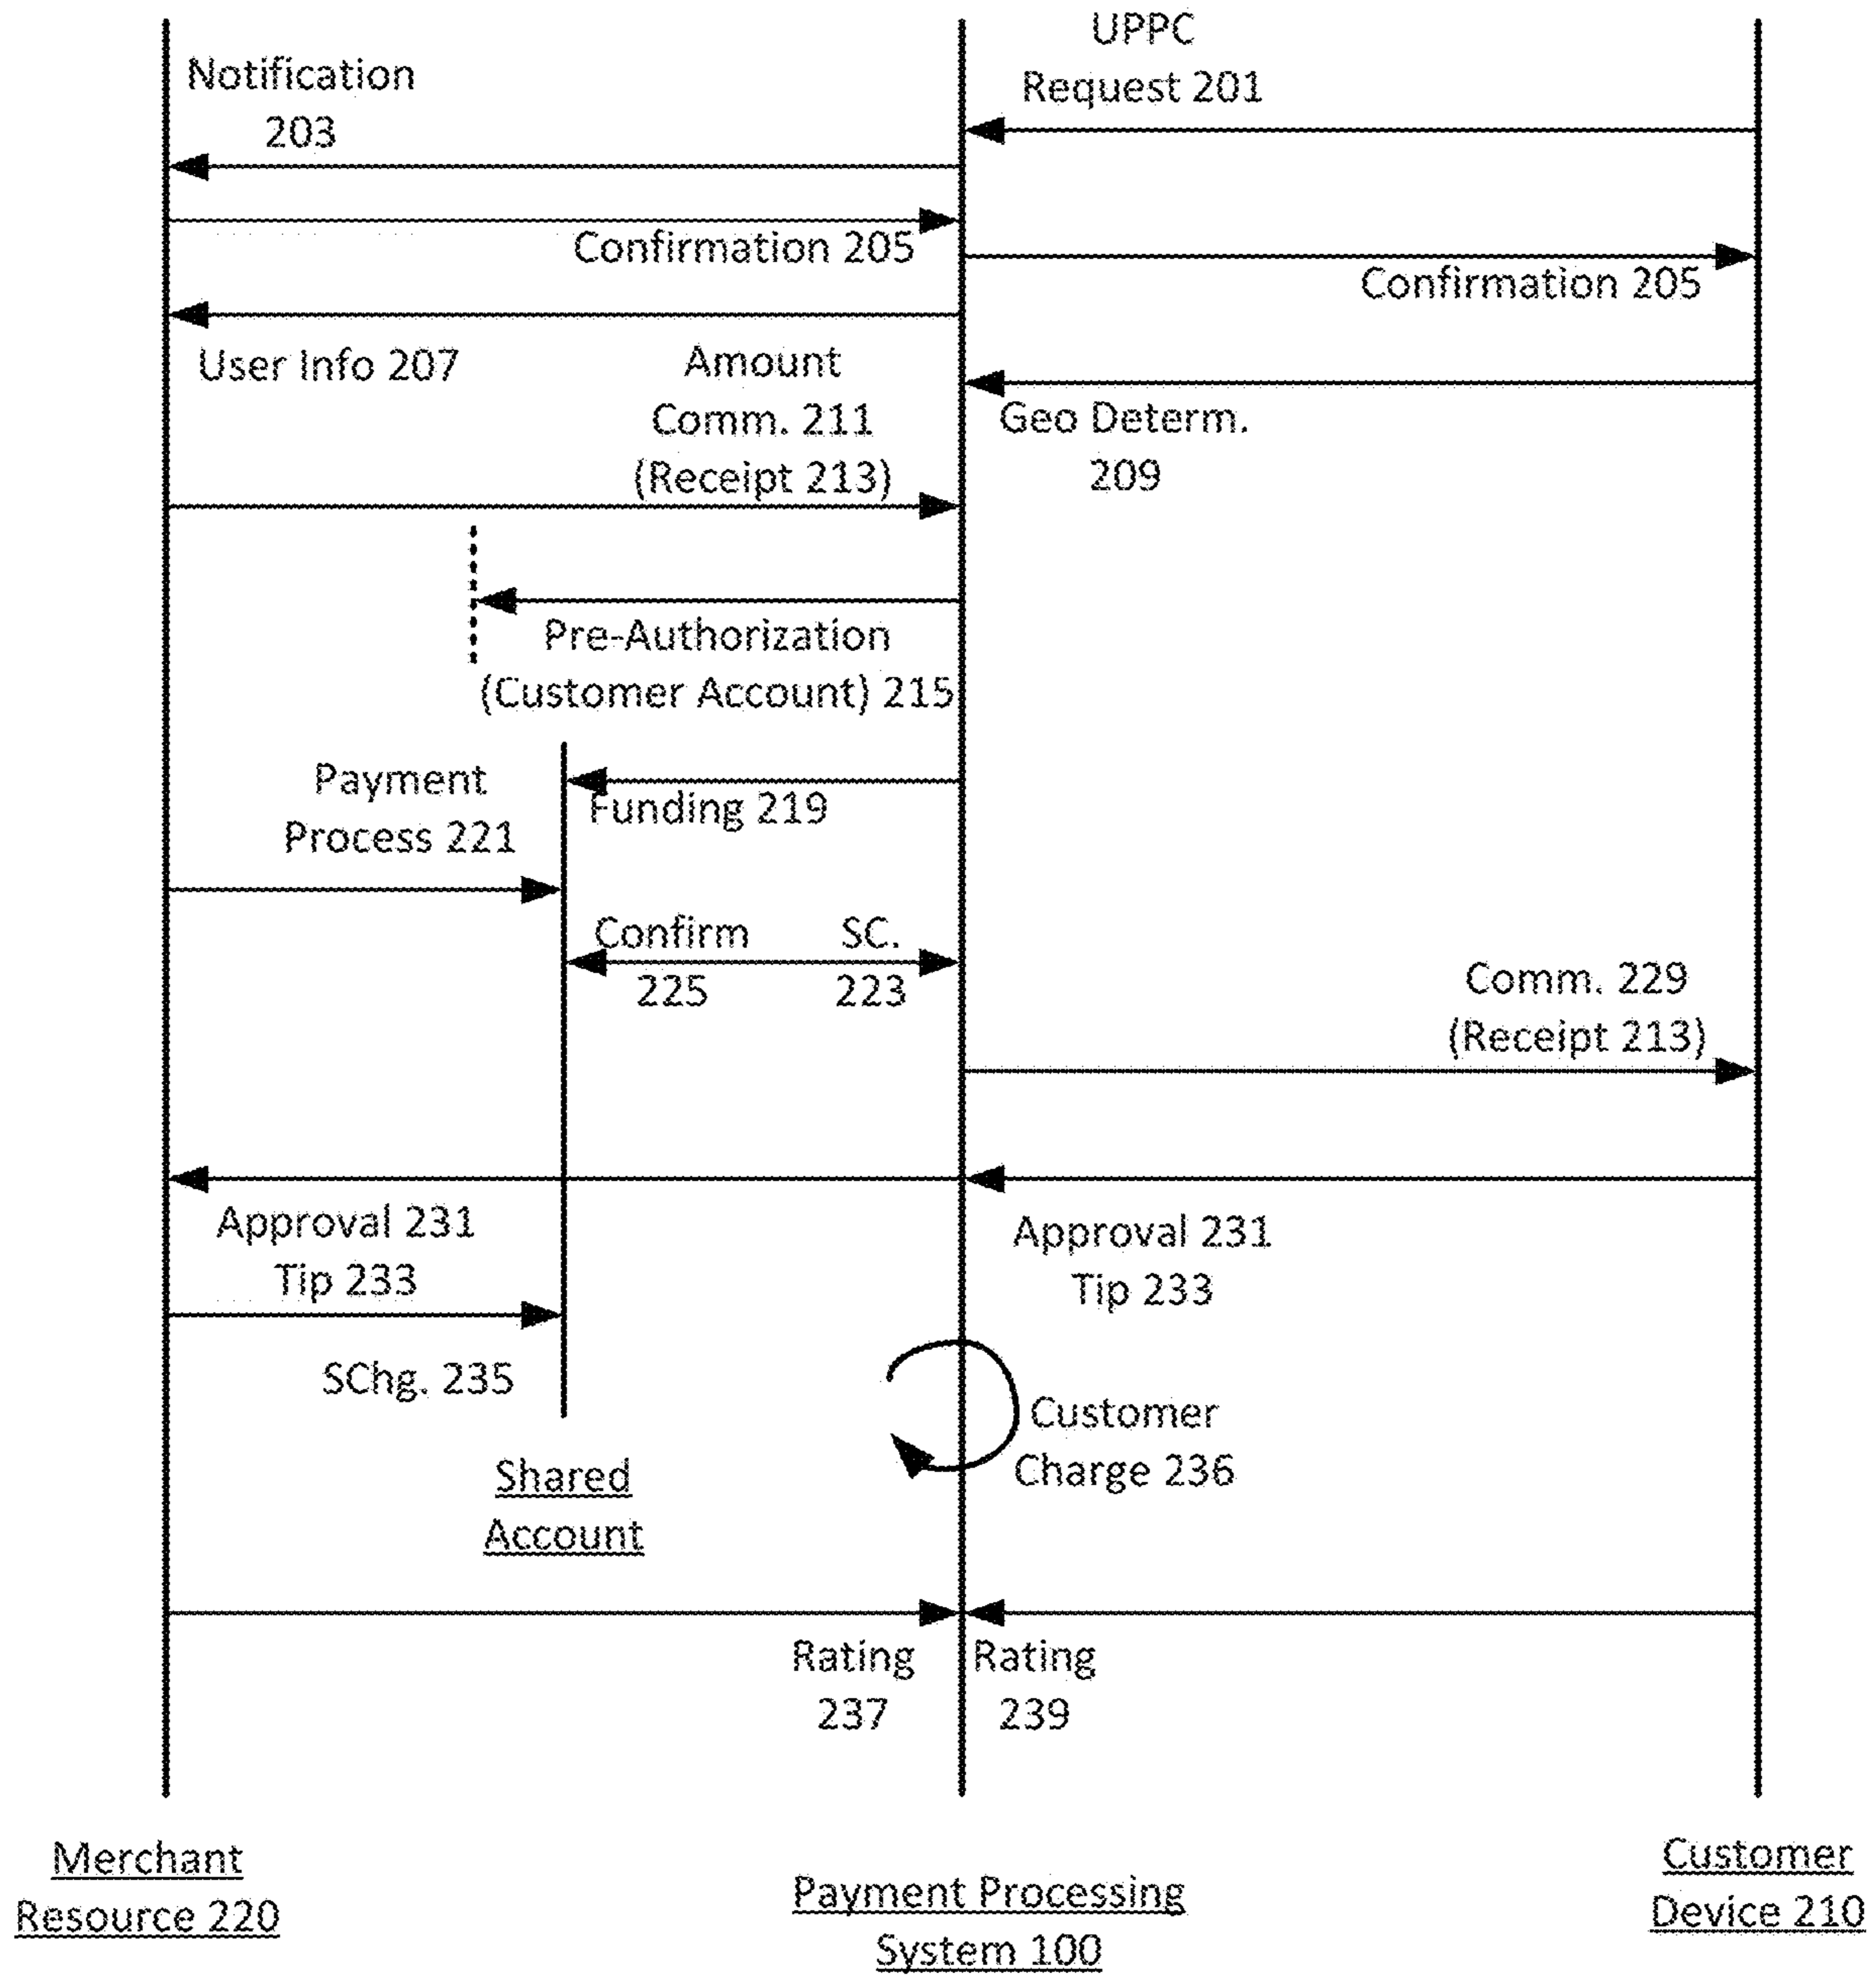 UPPC
Request 201
Notification
203
Confirmation 205
Confirmation 205
User Info 207
Amount
Comm. 211
(Receipt 213)
Geo Determ.
209
Pre-Authorization
(Customer Account) 215
Payment
Process 221
Funding 219
Confirm
225
SC.
223
Comm. 229
(Receipt 213)
Approval 231
Tip 233
Approval 231
Tip 233
SChg. 235
Customer
Charge 236
Shared
Account
Rating
237
Rating
239
Merchant
Resource 220
Payment Processing
System 100
Customer
Device 210